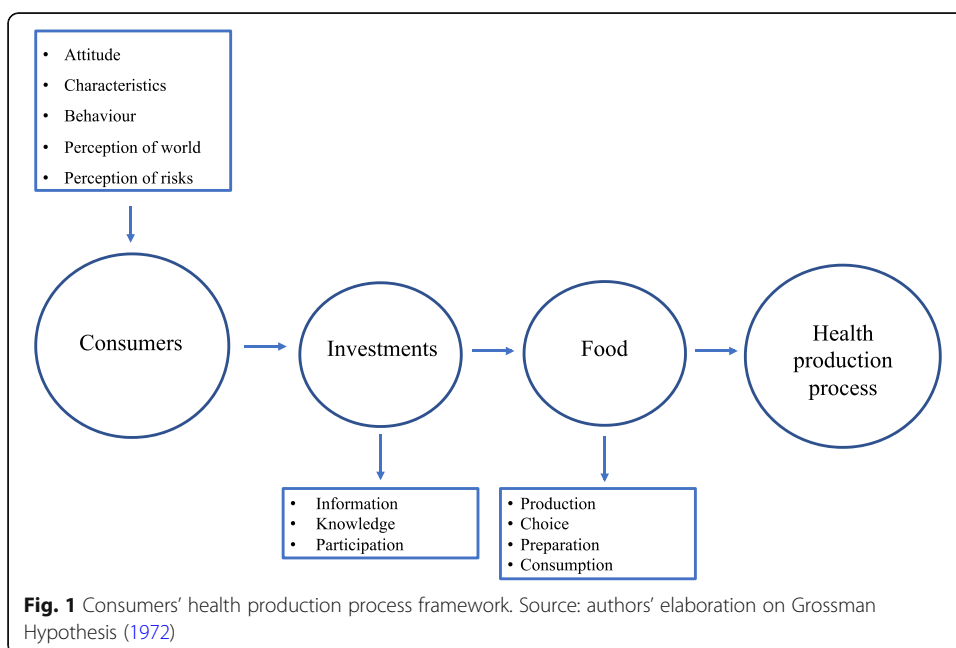 • Attitude
• Characteristics
• Behaviour
• Perception of world
• Perception of risks
Consumers
Investments
Food
Health
production
process
• Information
• Knowledge
• Participation
• Production
• Choice
• Preparation
• Consumption
Fig. 1 Consumers’ health production process framework. Source: authors’ elaboration on Grossman
Hypothesis (1972)